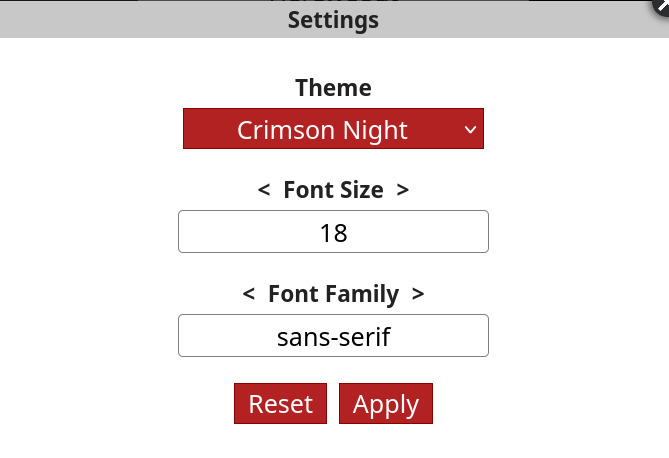 Settings
Theme
Crimson Night
< Font Size >
18
< Font Family >
sans-serif
Reset Apply